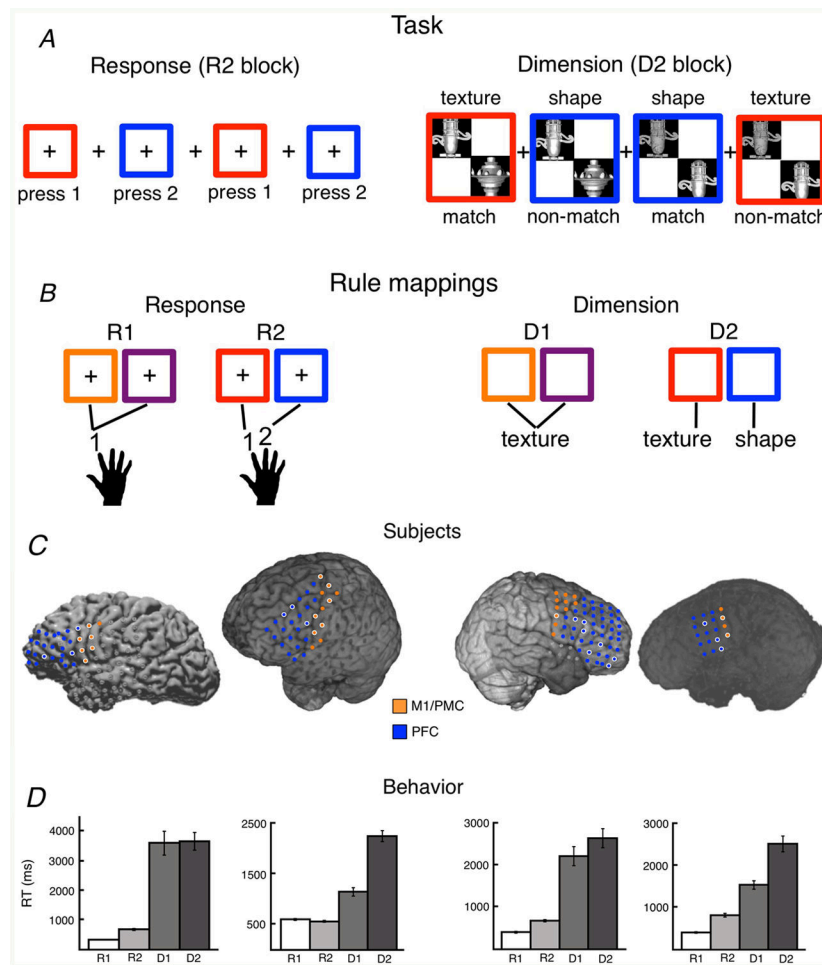 A
Task
Response (R2 block)
Dimension (D2 block)
texture shape shape texture
+ + + + + + +
+ + +
press 1 press 2 press 1 press 2
match non-match match non-match
B
Rule mappings
Response
Dimension
R1 R2
D1 D2
+ + + +
1 1 2
texture texture shape
C
Subjects
M1/PMC
PFC
D
Behavior
RT (ms)
4000
3000
2000
1000
R1 R2 D1 D2
2500
1500
500
R1 R2 D1 D2
3000
2000
1000
R1 R2 D1 D2
3000
2000
1000
R1 R2 D1 D2